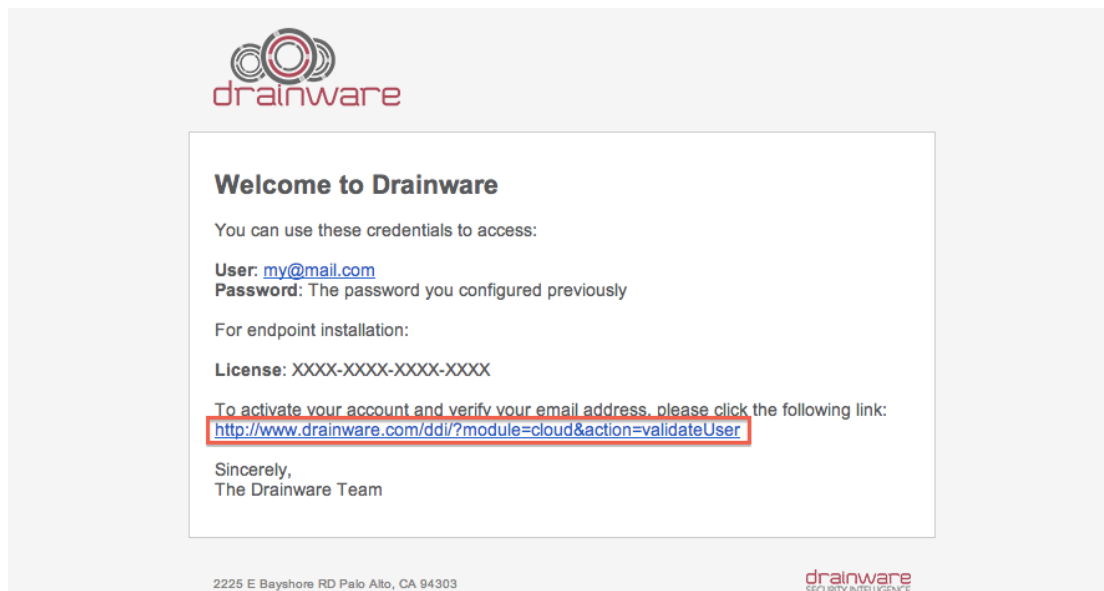 drainware
Welcome to Drainware
You can use these credentials to access:
User: my@mail.com
Password: The password you configured previously
For endpoint installation:
License: XXXX-XXXX-XXXX-XXXX
To activate your account and verify your email address, please click the following link:
http://www.drainware.com/ddi/?module=cloud&action=validateUser
Sincerely,
The Drainware Team
2225 E Bayshore RD Palo Alto, CA 94303
drainware
SECURITY INTELLIGENCE